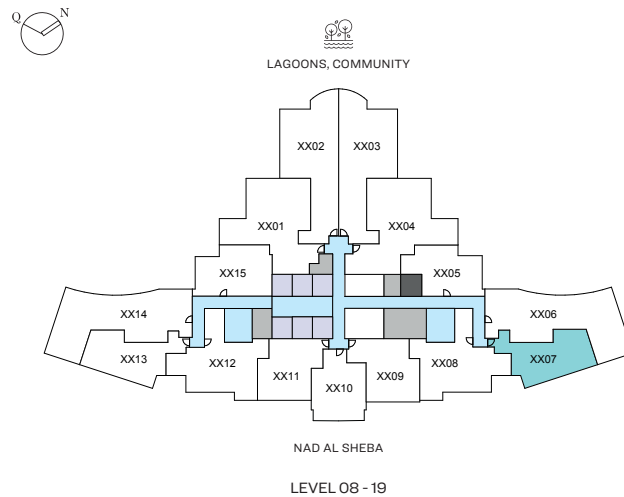 Q N
LAGOONS, COMMUNITY
XX02 XX03
XX01 XX04
XX15 XX05
XX14 XX06
XX13 XX12 XX11 XX10 XX09 XX08 XX07
NAD AL SHEBA
LEVEL 08 - 19